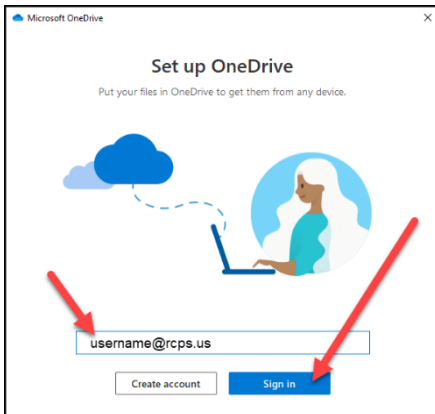 Microsoft OneDrive
Set up OneDrive
Put your files in OneDrive to get them from any device.
username@rcps.us
Create account
Sign in